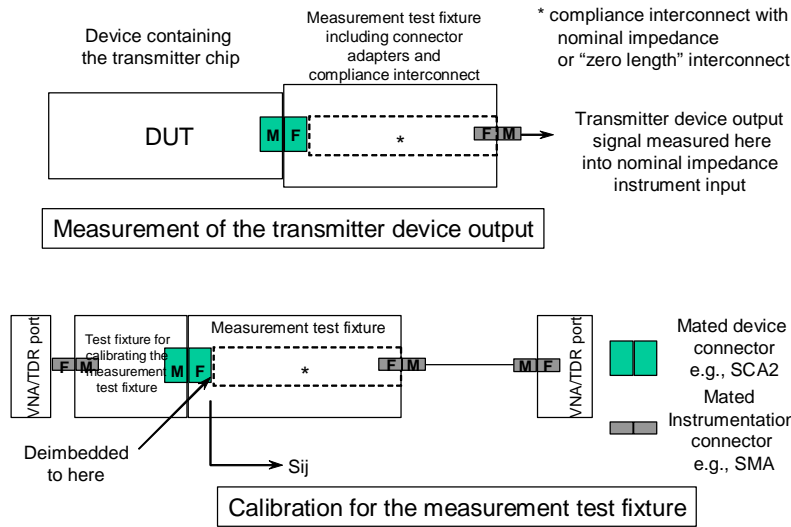 Device containing
the transmitter chip
Measurement test fixture
including connector
adapters and
compliance interconnect
* compliance interconnect with
nominal impedance
or “zero length” interconnect
DUT
M F
*
F M
Transmitter device output
signal measured here
into nominal impedance
instrument input
Measurement of the transmitter device output
VNA/TDR port
F M
Test fixture for
calibrating the
measurement
test fixture
M F
Measurement test fixture
*
F M
M F
VNA/TDR port
Mated device
connector
e.g., SCA2
Mated
Instrumentation
connector
e.g., SMA
Deimbedded
to here
Sij
Calibration for the measurement test fixture